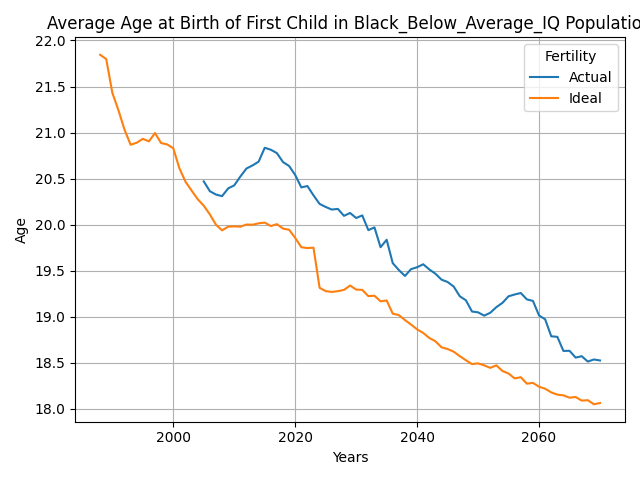 Average Age at Birth of First Child in Black_Below_Average_IQ Populatio
22.0
21.5
21.0
20.5
20.0
19.5
19.0
18.5
18.0
Age
Fertility
Actual
Ideal
2000
2020
2040
2060
Years